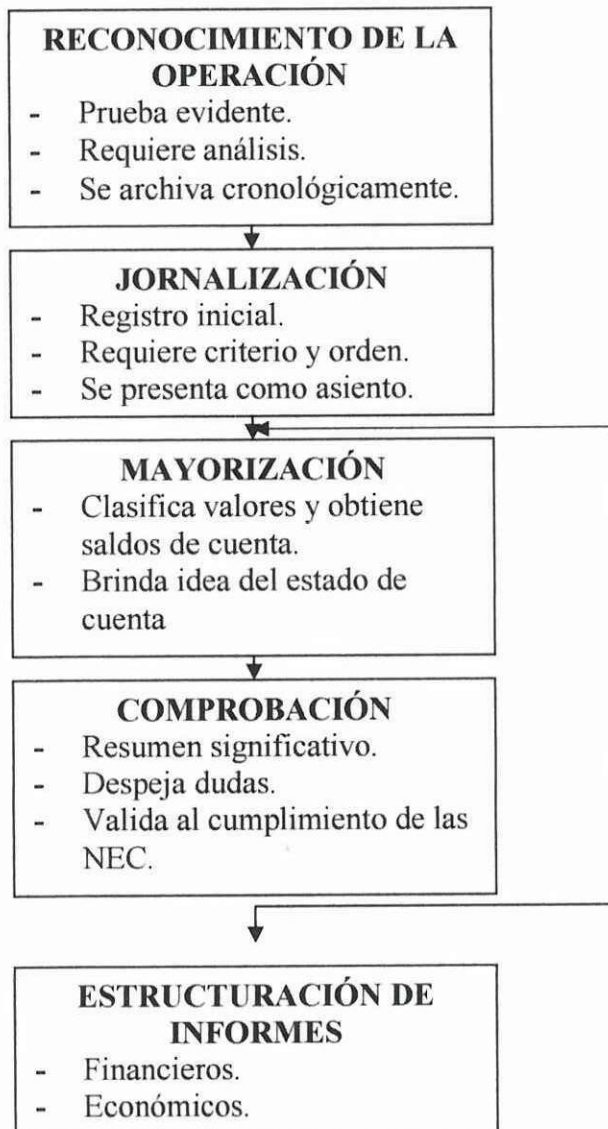 RECONOCIMIENTO DE LA
OPERACIÓN
- Prueba evidente.
- Requiere análisis.
- Se archiva cronológicamente.
JORNALIZACIÓN
- Registro inicial.
- Requiere criterio y orden.
- Se presenta como asiento.
MAYORIZACIÓN
- Clasifica valores y obtiene
saldos de cuenta.
- Brinda idea del estado de
cuenta
COMPROBACIÓN
- Resumen significativo.
- Despeja dudas.
- Valida al cumplimiento de las
NEC.
ESTRUCTURACIÓN DE
INFORMES
- Financieros.
- Económicos.